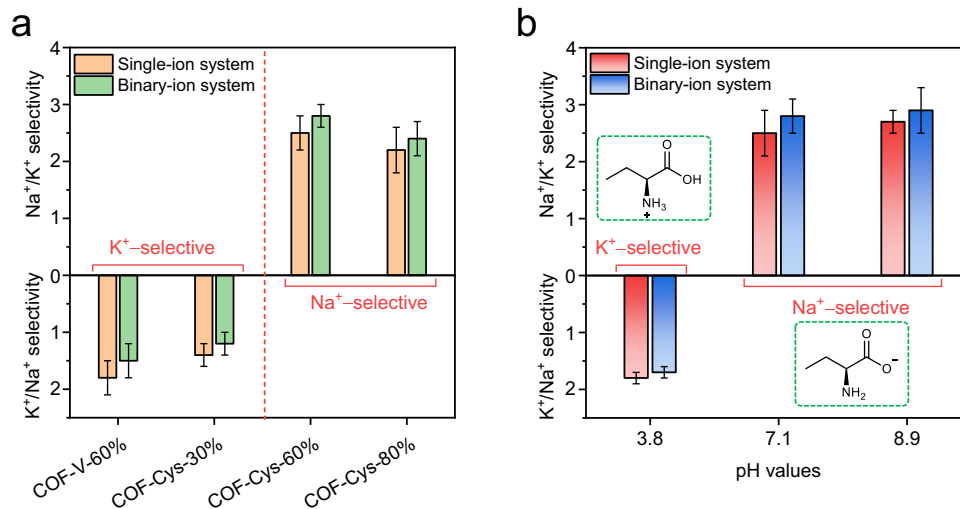 a
4
3
2
1
0
1
2
Na⁺/K⁺ selectivity
K⁺/Na⁺ selectivity
Single-ion system
Binary-ion system
K⁺–selective
Na⁺–selective
COF-V-60%
COF-Cys-30%
COF-Cys-60%
COF-Cys-80%
b
4
3
2
1
0
1
2
Na⁺/K⁺ selectivity
K⁺/Na⁺ selectivity
Single-ion system
Binary-ion system
O
OH
NH₃
+
K⁺–selective
Na⁺–selective
O
O⁻
NH₂
3.8
7.1
8.9
pH values